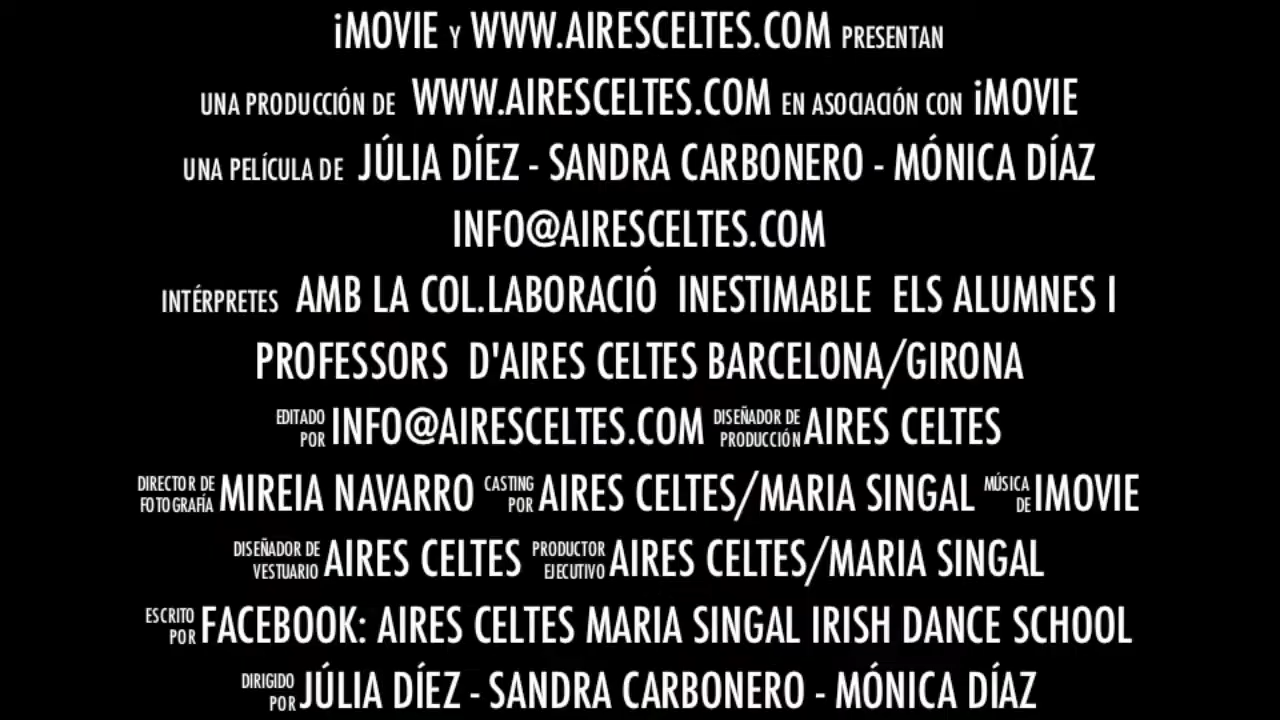 iMOVIE Y WWW.AIRESCELTES.COM PRESENTAN
UNA PRODUCCIÓN DE WWW.AIRESCELTES.COM EN ASOCIACIÓN CON iMOVIE
UNA PELÍCULA DE JÚLIA DÍEZ - SANDRA CARBONERO - MÓNICA DÍAZ
INFO@AIRESCELTES.COM
INTÉRPRETES AMB LA COL.LABORACIÓ INESTIMABLE ELS ALUMNES I
PROFESSORS D'AIRES CELTES BARCELONA/GIRONA
EDITADO POR INFO@AIRESCELTES.COM DISEÑADOR DE PRODUCCIÓN AIRES CELTES
DIRECTOR DE FOTOGRAFÍA MIREIA NAVARRO CASTING POR AIRES CELTES/MARIA SINGAL MÚSICA DE IMOVIE
DISEÑADOR DE VESTUARIO AIRES CELTES PRODUCTOR EJECUTIVO AIRES CELTES/MARIA SINGAL
ESCRITO POR FACEBOOK: AIRES CELTES MARIA SINGAL IRISH DANCE SCHOOL
DIRIGIDO POR JÚLIA DÍEZ - SANDRA CARBONERO - MÓNICA DÍAZ